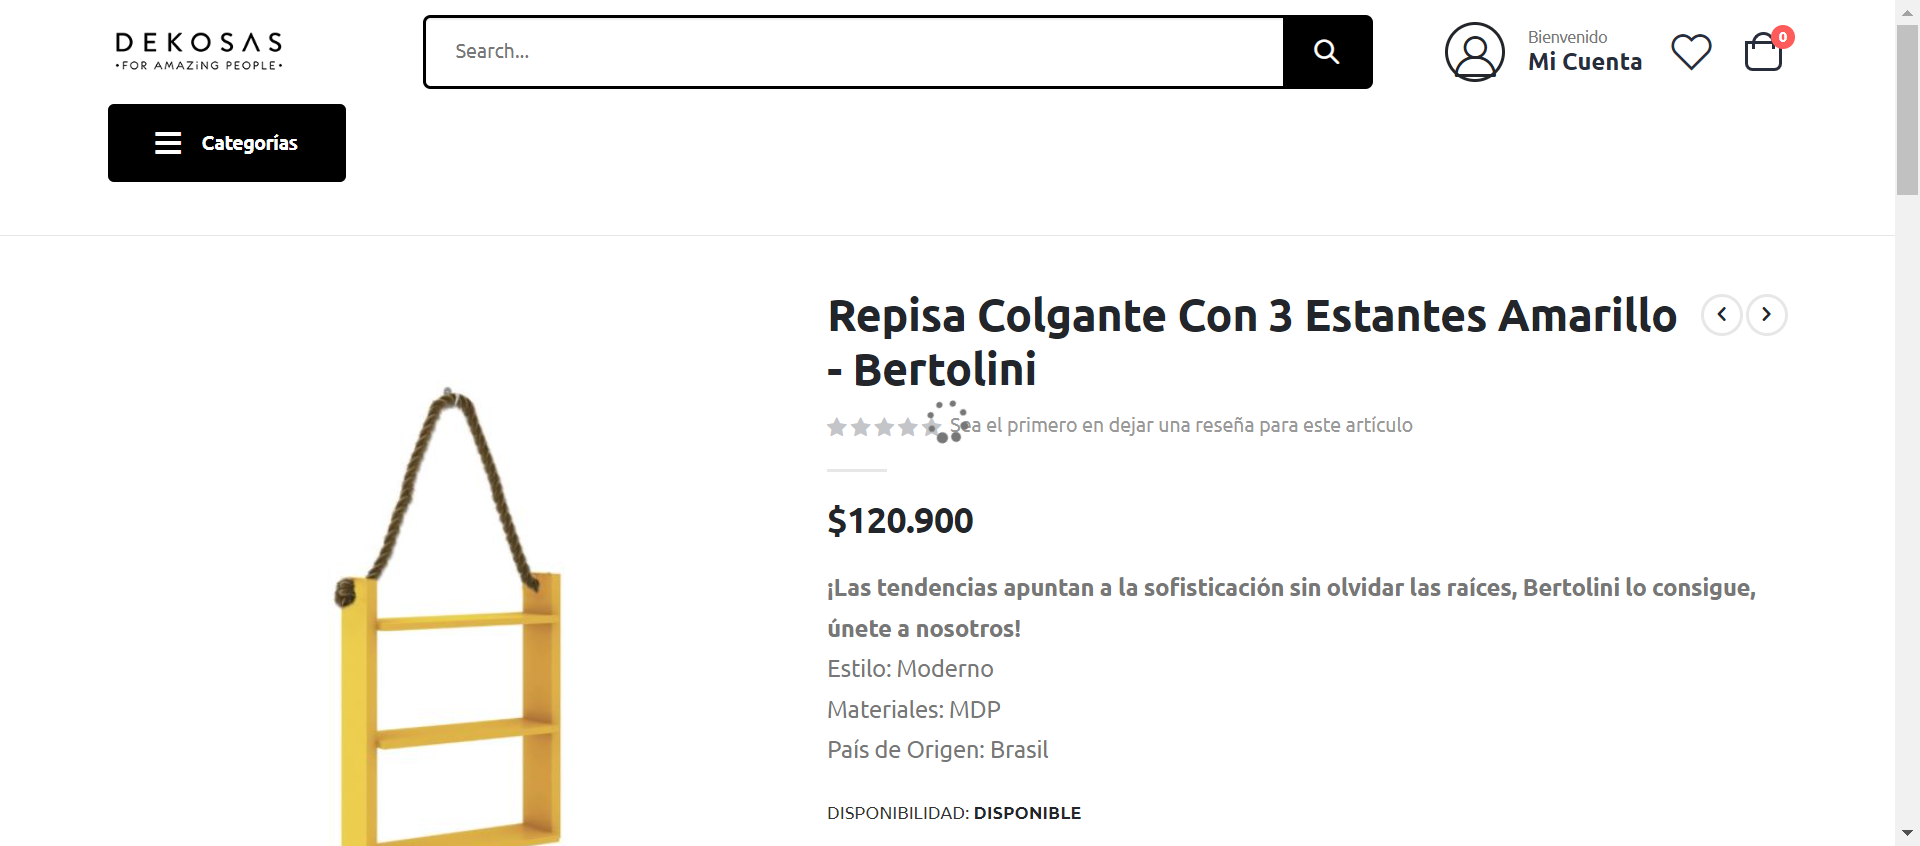 DEKOSAS
•FOR AMAZiNG PEOPLE•
Search...
Bienvenido
Mi Cuenta
0
Categorías
Repisa Colgante Con 3 Estantes Amarillo
- Bertolini
Sea el primero en dejar una reseña para este artículo
$120.900
¡Las tendencias apuntan a la sofisticación sin olvidar las raíces, Bertolini lo consigue,
únete a nosotros!
Estilo: Moderno
Materiales: MDP
País de Origen: Brasil
DISPONIBILIDAD: DISPONIBLE